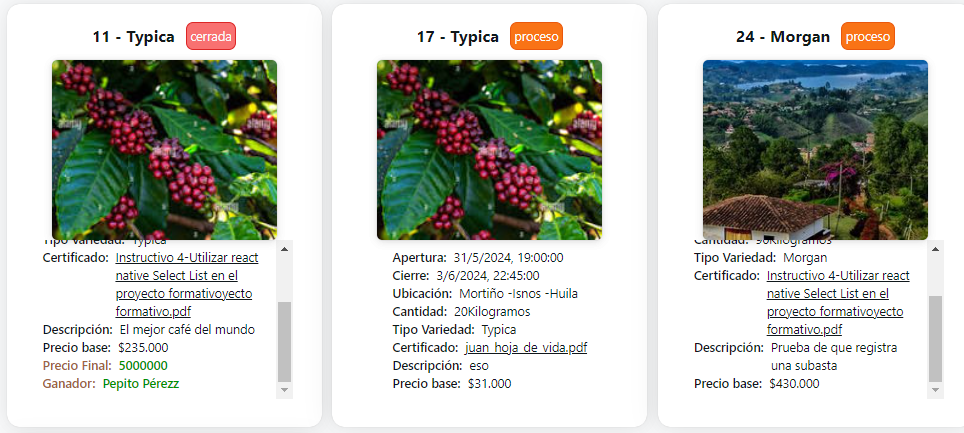 11 - Typica cerrada
alamy
alamy
Tipo Variedad: Typica
Certificado: Instructivo 4-Utilizar react
native Select List en el
proyecto formativoyecto
formativo.pdf
Descripción: El mejor café del mundo
Precio base: $235.000
Precio Final: 5000000
Ganador: Pepito Pérezz
17 - Typica proceso
alamy
alamy
Apertura: 31/5/2024, 19:00:00
Cierre: 3/6/2024, 22:45:00
Ubicación: Mortiño -Isnos -Huila
Cantidad: 20Kilogramos
Tipo Variedad: Typica
Certificado: juan_hoja_de_vida.pdf
Descripción: eso
Precio base: $31.000
24 - Morgan proceso
Cantidad: 90Kilogramos
Tipo Variedad: Morgan
Certificado: Instructivo 4-Utilizar react
native Select List en el
proyecto formativoyecto
formativo.pdf
Descripción: Prueba de que registra
una subasta
Precio base: $430.000